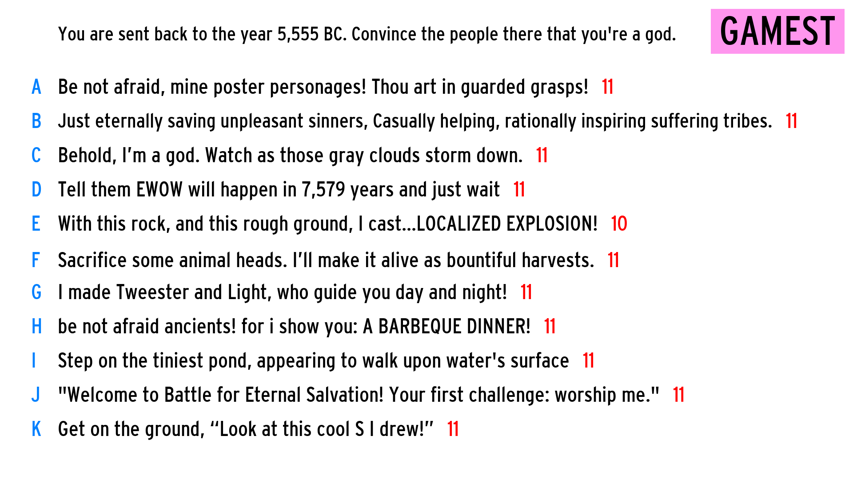 You are sent back to the year 5,555 BC. Convince the people there that you're a god.
GAMEST
A Be not afraid, mine poster personages! Thou art in guarded grasps! 11
B Just eternally saving unpleasant sinners, Casually helping, rationally inspiring suffering tribes. 11
C Behold, I’m a god. Watch as those gray clouds storm down. 11
D Tell them EWOW will happen in 7,579 years and just wait 11
E With this rock, and this rough ground, I cast...LOCALIZED EXPLOSION! 10
F Sacrifice some animal heads. I’ll make it alive as bountiful harvests. 11
G I made Tweester and Light, who guide you day and night! 11
H be not afraid ancients! for i show you: A BARBEQUE DINNER! 11
I Step on the tiniest pond, appearing to walk upon water's surface 11
J "Welcome to Battle for Eternal Salvation! Your first challenge: worship me." 11
K Get on the ground, “Look at this cool S I drew!” 11